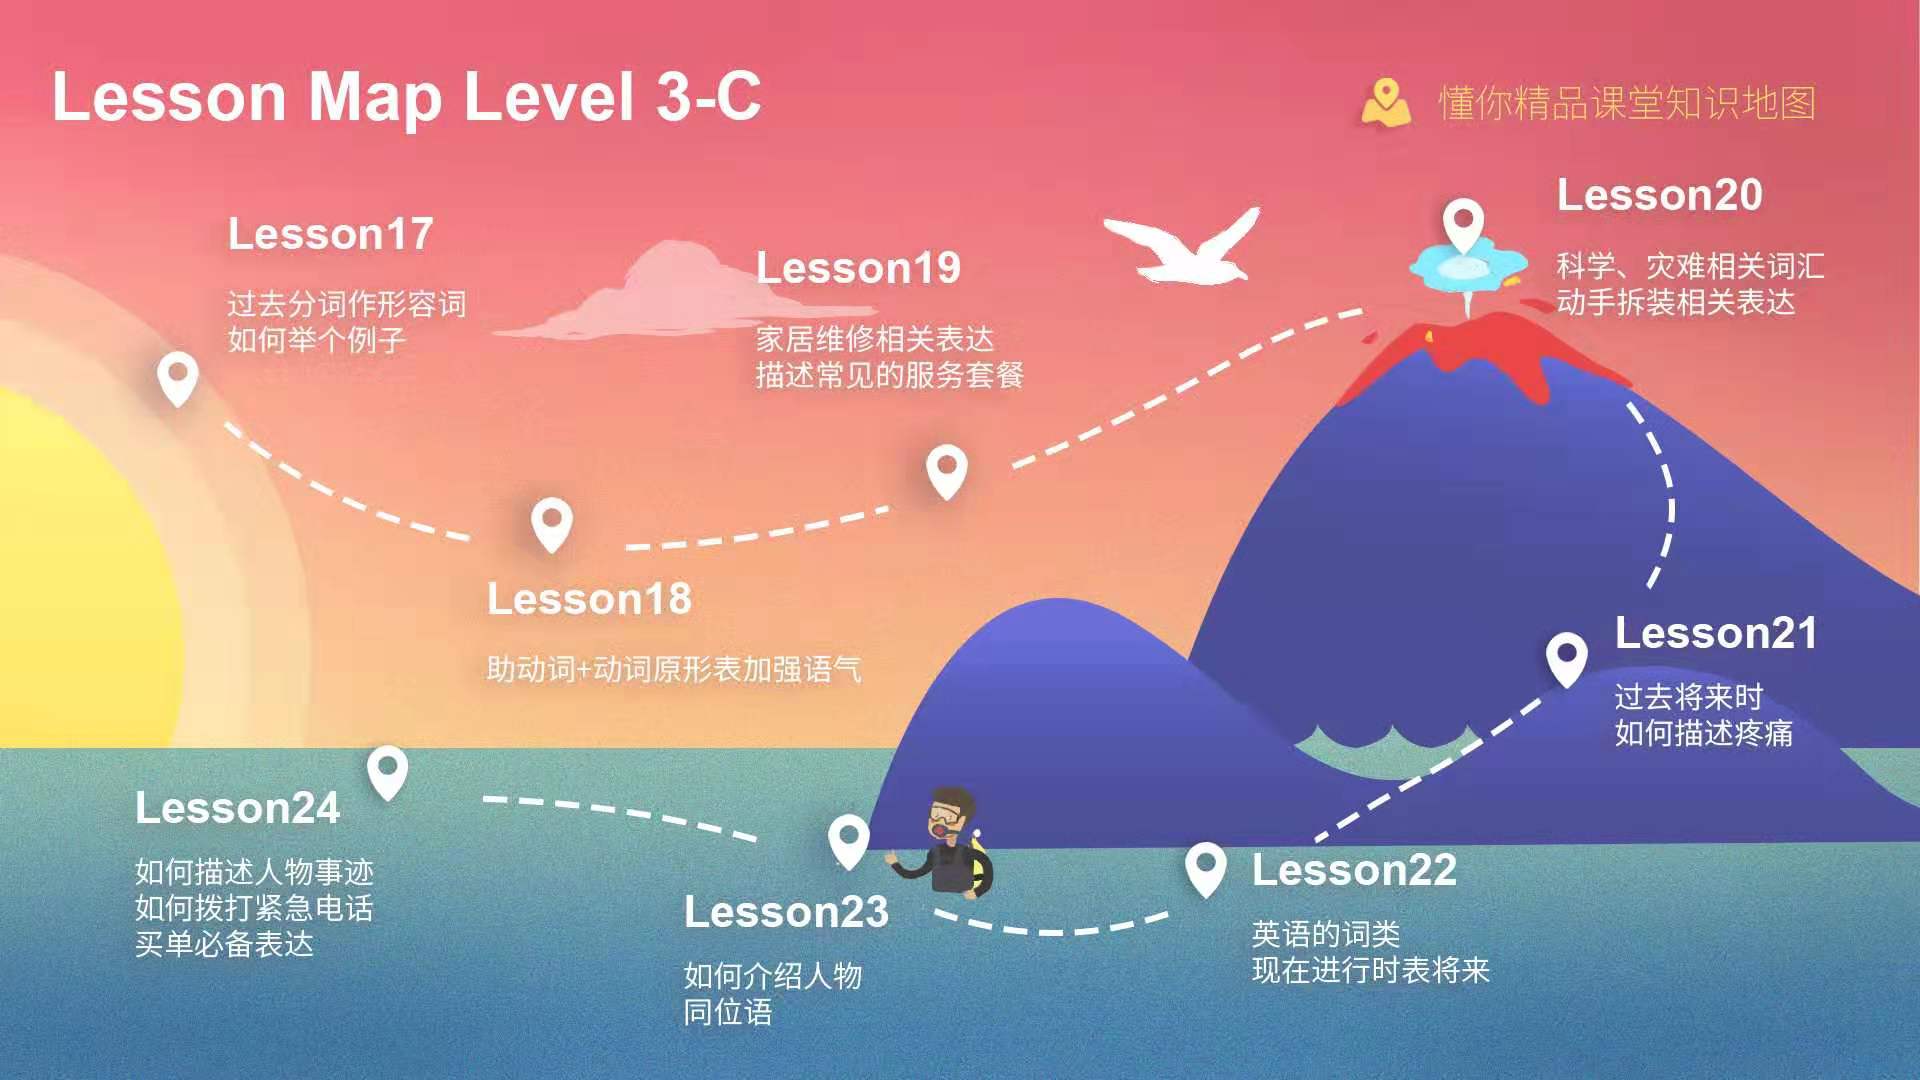 Lesson Map Level 3-C
懂你精品课堂知识地图
Lesson17
过去分词作形容词
如何举个例子
Lesson18
助动词+动词原形表加强语气
Lesson19
家居维修相关表达
描述常见的服务套餐
Lesson20
科学、灾难相关词汇
动手拆装相关表达
Lesson21
过去将来时
如何描述疼痛
Lesson22
英语的词类
现在进行时表将来
Lesson23
如何介绍人物
同位语
Lesson24
如何描述人物事迹
如何拨打紧急电话
买单必备表达